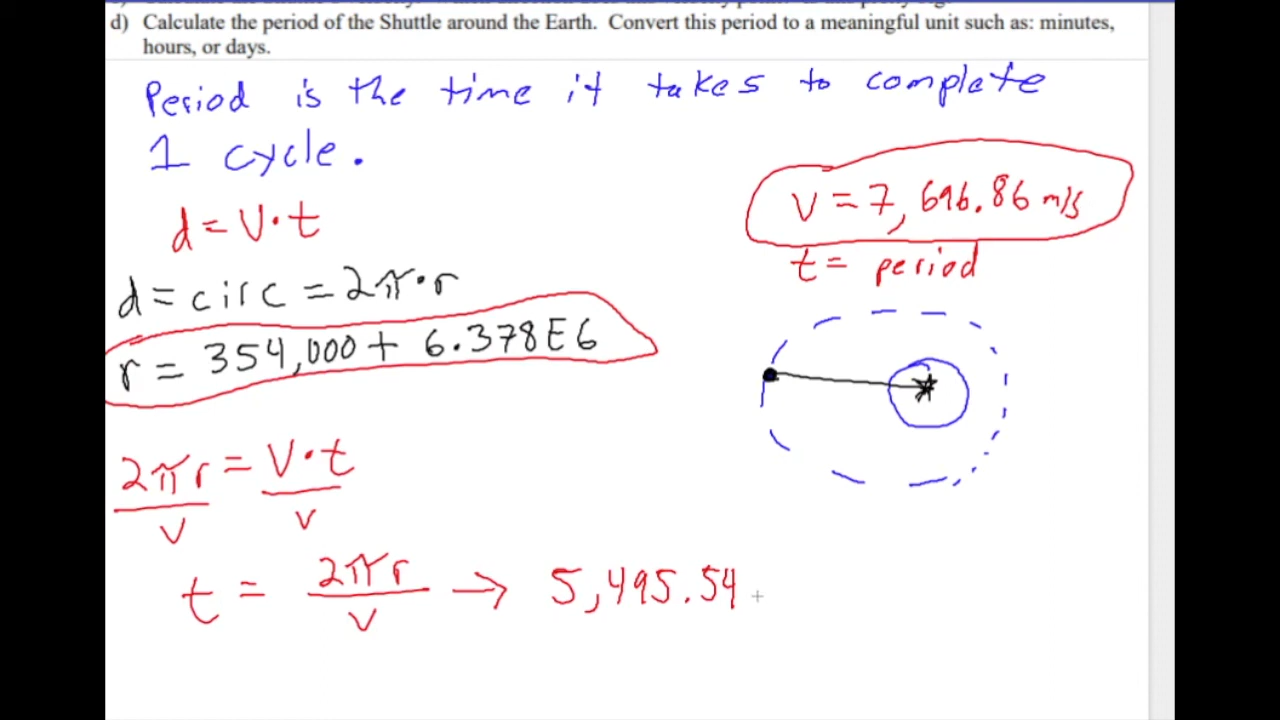 d) Calculate the period of the Shuttle around the Earth. Convert this period to a meaningful unit such as: minutes,
hours, or days.
Period is the time it takes to complete
1 cycle.
v = 7,696.86 m/s
d = V · t
t = period
d = circ = 2π · r
r = 354,000 + 6.378E6
2πr = V · t
v v
t = 2πr → 5,495.54
v